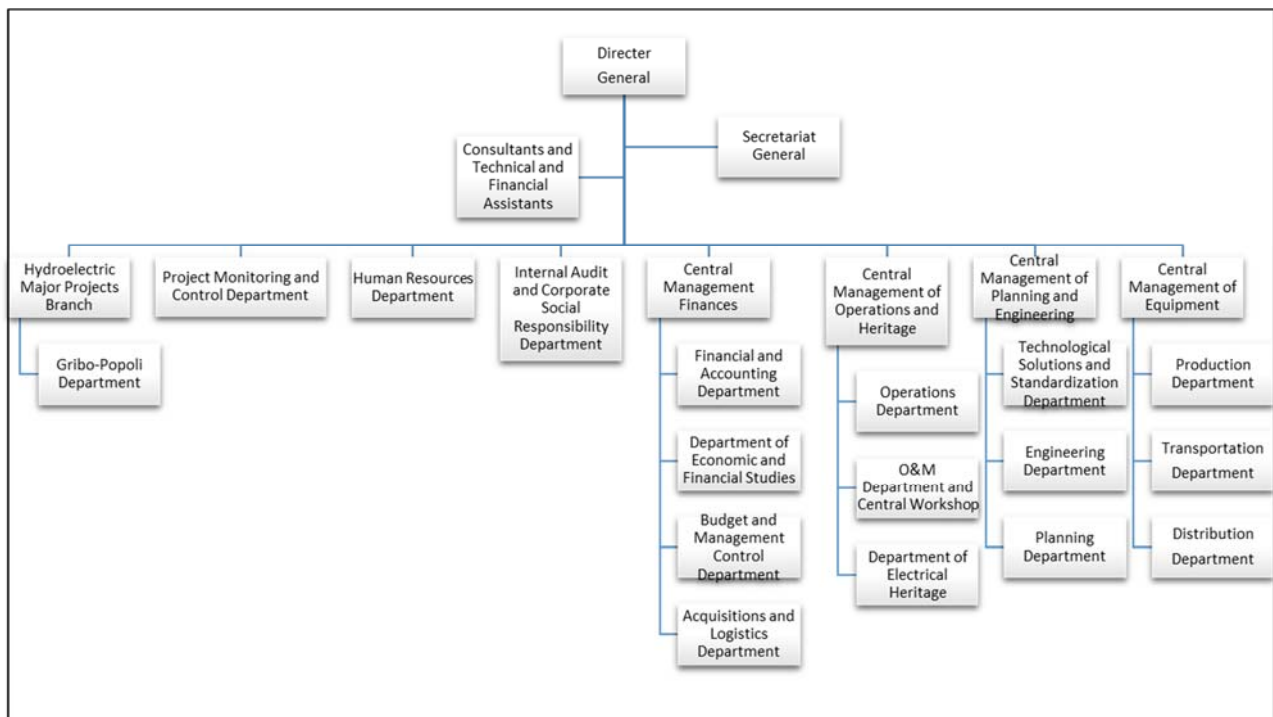 Directer
General
Secretariat
General
Consultants and
Technical and
Financial
Assistants
Hydroelectric
Major Projects
Branch
Project Monitoring and
Control Department
Human Resources
Department
Internal Audit
and Corporate
Social
Responsibility
Department
Central
Management
Finances
Central
Management of
Operations and
Heritage
Central
Management of
Planning and
Engineering
Central
Management of
Equipment
Gribo-Popoli
Department
Financial and
Accounting
Department
Department of
Economic and
Financial Studies
Budget and
Management
Control
Department
Acquisitions and
Logistics
Department
Operations
Department
O&M
Department and
Central Workshop
Department of
Electrical
Heritage
Technological
Solutions and
Standardization
Department
Engineering
Department
Planning
Department
Production
Department
Transportation
Department
Distribution
Department